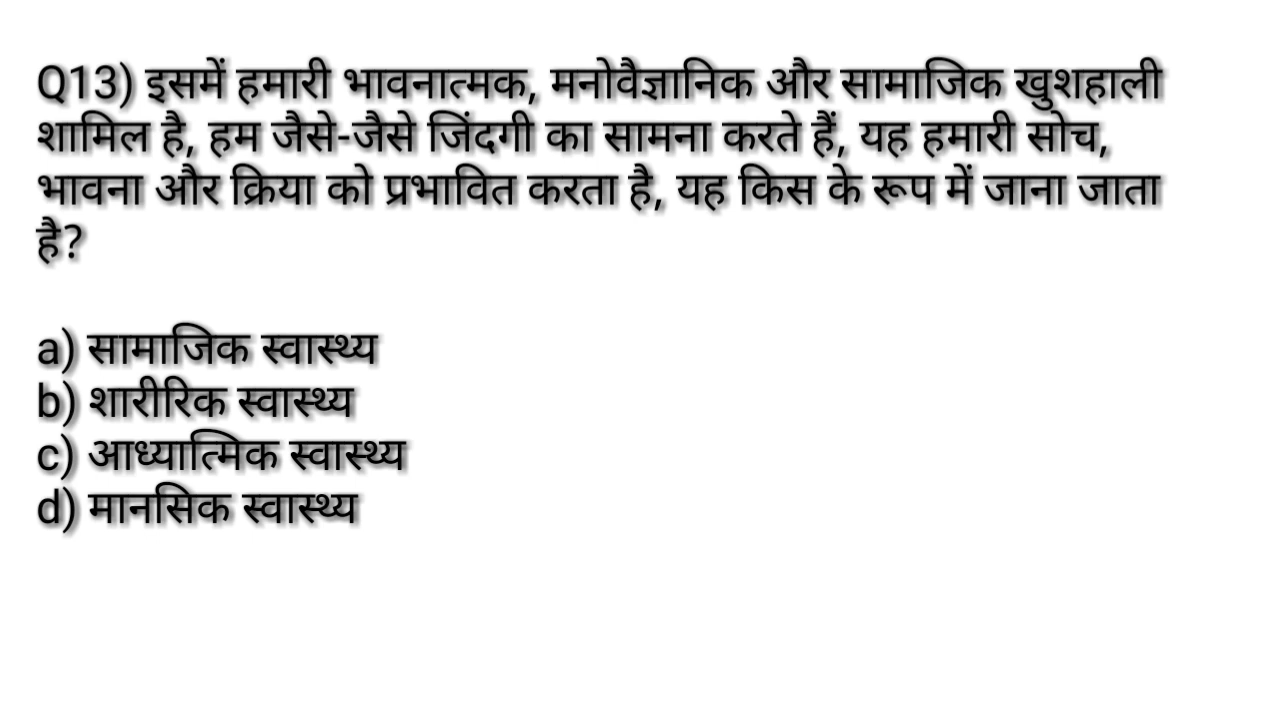 Q13) इसमें हमारी भावनात्मक, मनोवैज्ञानिक और सामाजिक खुशहाली
शामिल है, हम जैसे-जैसे जिंदगी का सामना करते हैं, यह हमारी सोच,
भावना और क्रिया को प्रभावित करता है, यह किस के रूप में जाना जाता
है?
a) सामाजिक स्वास्थ्य
b) शारीरिक स्वास्थ्य
c) आध्यात्मिक स्वास्थ्य
d) मानसिक स्वास्थ्य